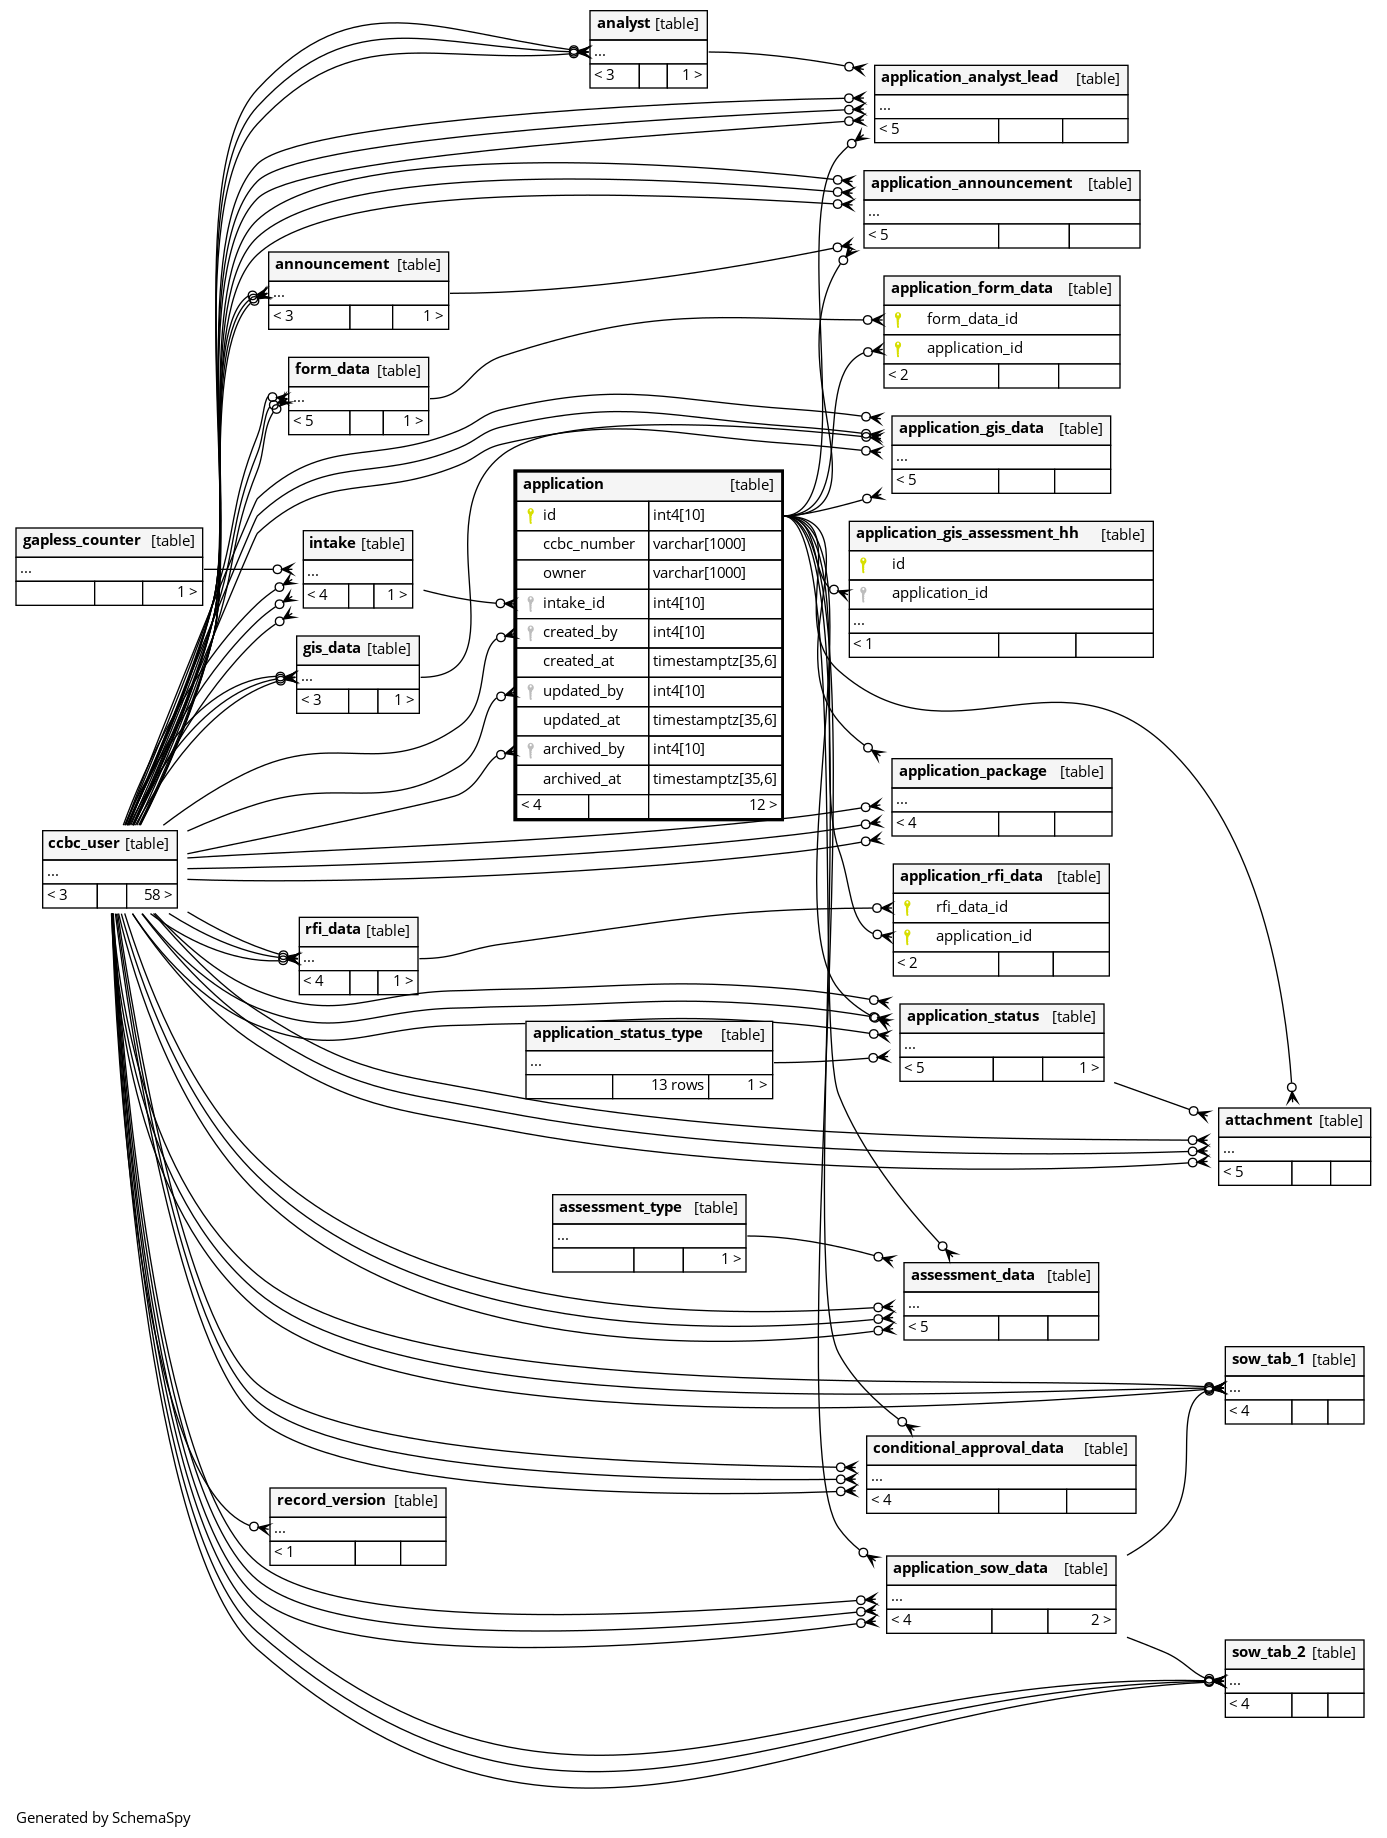 analyst [table]
...
< 3 1 >
application_analyst_lead [table]
...
< 5
application_announcement [table]
...
< 5
announcement [table]
...
< 3 1 >
application_form_data [table]
form_data_id
application_id
< 2
form_data [table]
...
< 5 1 >
application_gis_data [table]
...
< 5
application [table]
id int4[10]
ccbc_number varchar[1000]
owner varchar[1000]
intake_id int4[10]
created_by int4[10]
created_at timestamptz[35,6]
updated_by int4[10]
updated_at timestamptz[35,6]
archived_by int4[10]
archived_at timestamptz[35,6]
< 4 12 >
gapless_counter [table]
...
1 >
intake [table]
...
< 4 1 >
application_gis_assessment_hh [table]
id
application_id
...
< 1
gis_data [table]
...
< 3 1 >
application_package [table]
...
< 4
ccbc_user [table]
...
< 3 58 >
application_rfi_data [table]
rfi_data_id
application_id
< 2
rfi_data [table]
...
< 4 1 >
application_status [table]
...
< 5 1 >
application_status_type [table]
...
13 rows 1 >
attachment [table]
...
< 5
assessment_type [table]
...
1 >
assessment_data [table]
...
< 5
sow_tab_1 [table]
...
< 4
conditional_approval_data [table]
...
< 4
record_version [table]
...
< 1
application_sow_data [table]
...
< 4 2 >
sow_tab_2 [table]
...
< 4
Generated by SchemaSpy